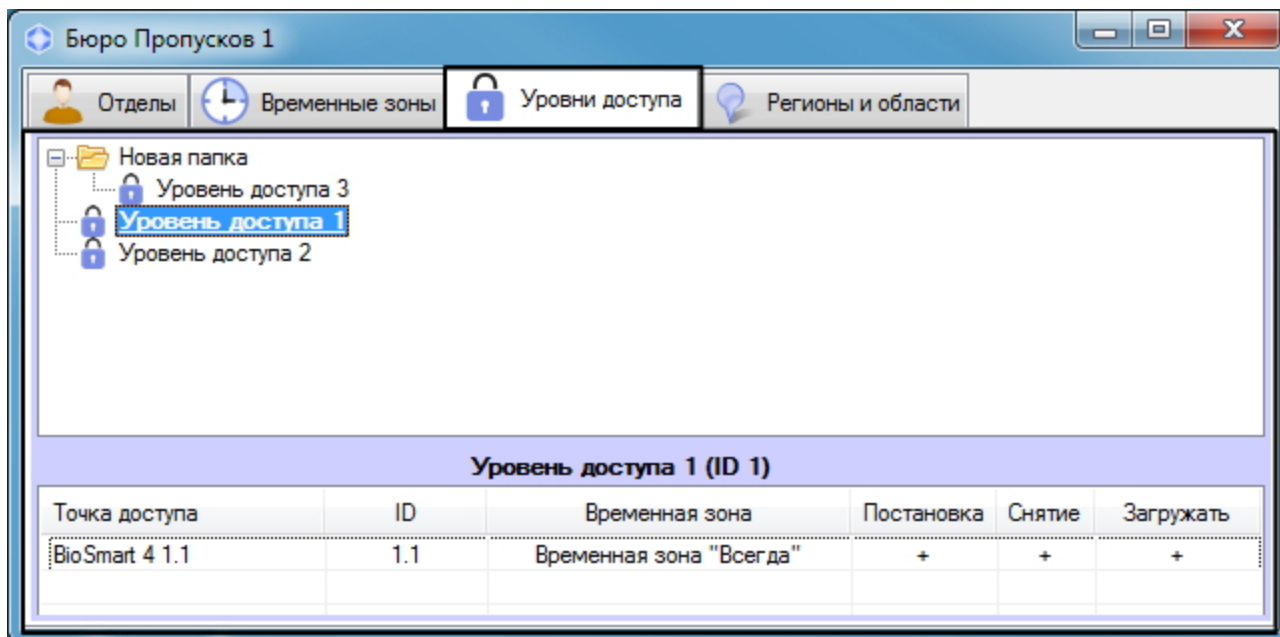 Бюро Пропусков 1
Отделы Временные зоны Уровни доступа Регионы и области
Новая папка
Уровень доступа 3
Уровень доступа 1
Уровень доступа 2
Уровень доступа 1 (ID 1)
Точка доступа ID Временная зона Постановка Снятие Загружать
BioSmart 4 1.1 1.1 Временная зона "Всегда" + + +